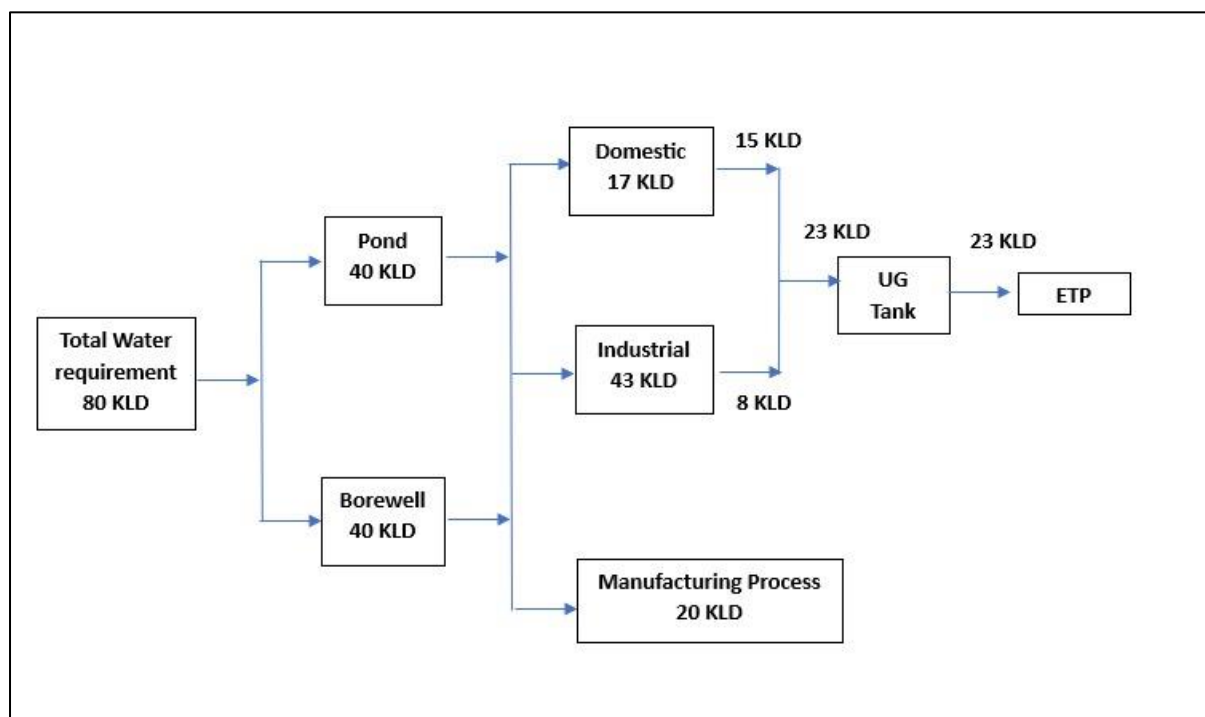 Total Water
requirement
80 KLD
Pond
40 KLD
Borewell
40 KLD
Domestic
17 KLD
15 KLD
Industrial
43 KLD
8 KLD
Manufacturing Process
20 KLD
23 KLD
UG
Tank
23 KLD
ETP